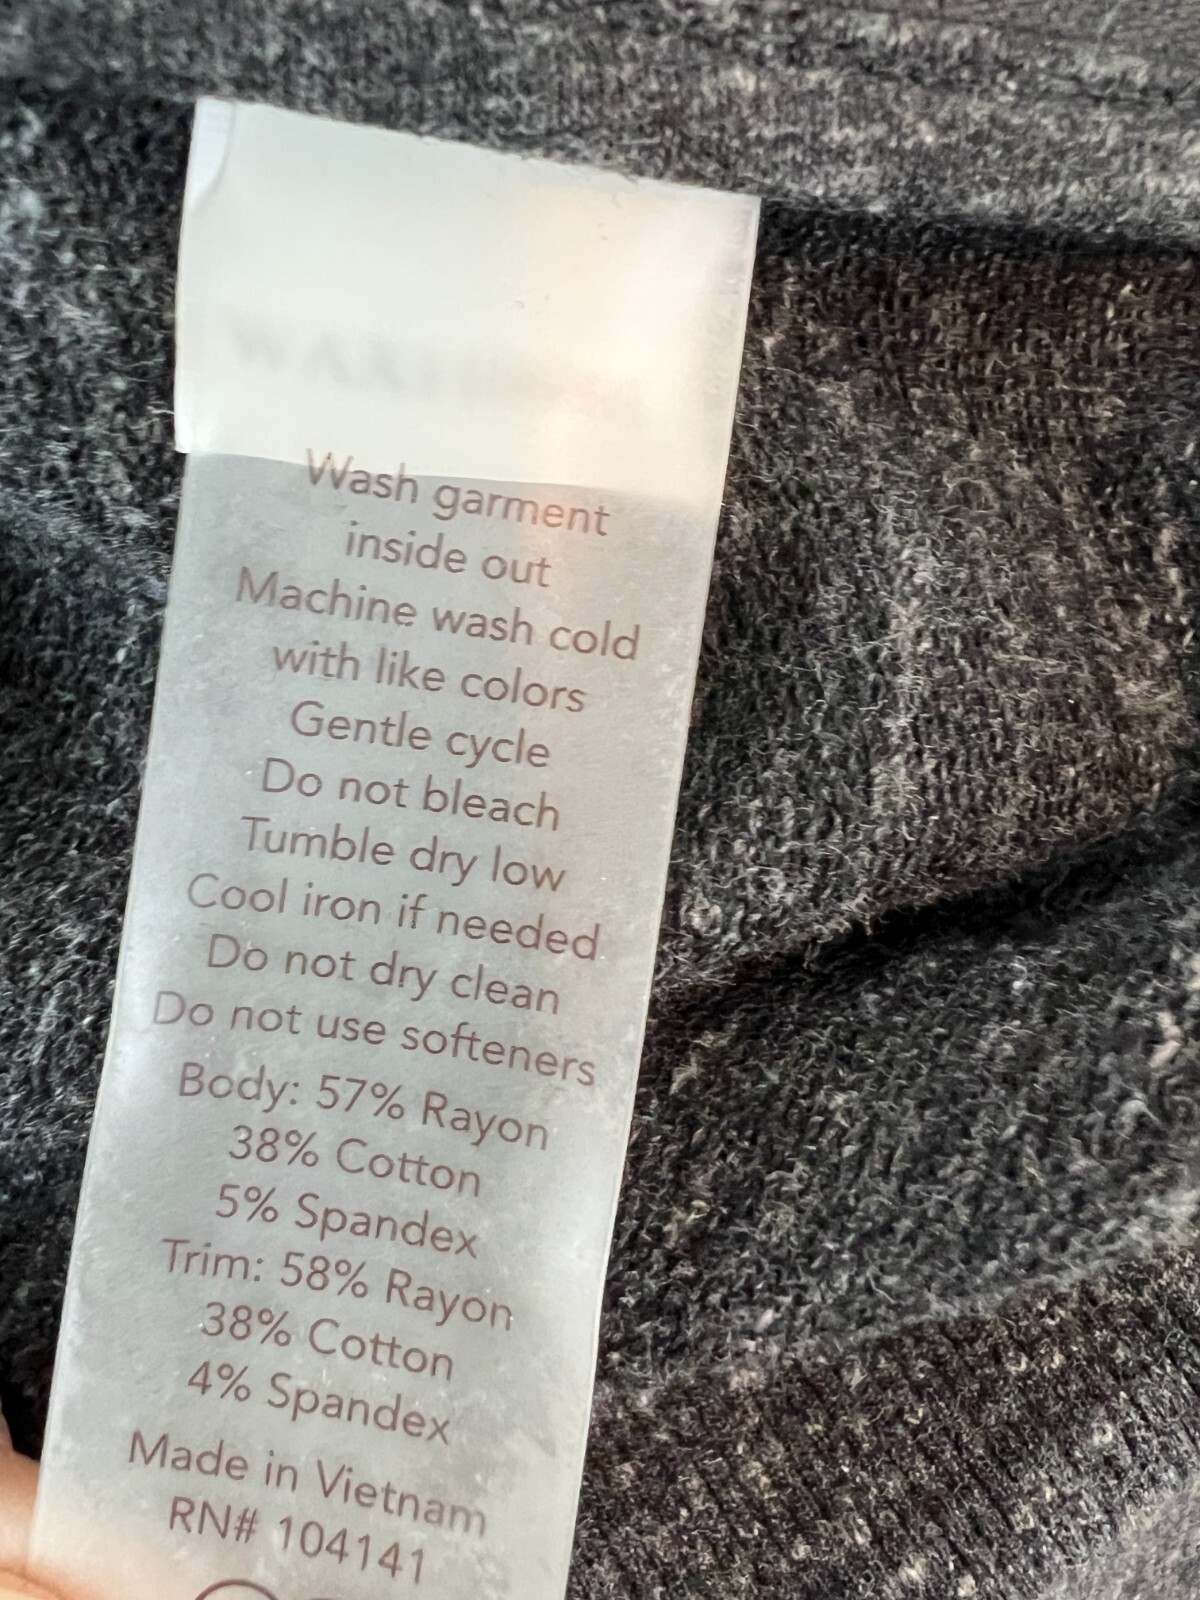 Wash garment
inside out
Machine wash cold
with like colors
Gentle cycle
Do not bleach
Tumble dry low
Cool iron if needed
Do not dry clean
Do not use softeners
Body: 57% Rayon
38% Cotton
5% Spandex
Trim: 58% Rayon
38% Cotton
4% Spandex
Made in Vietnam
RN# 104141